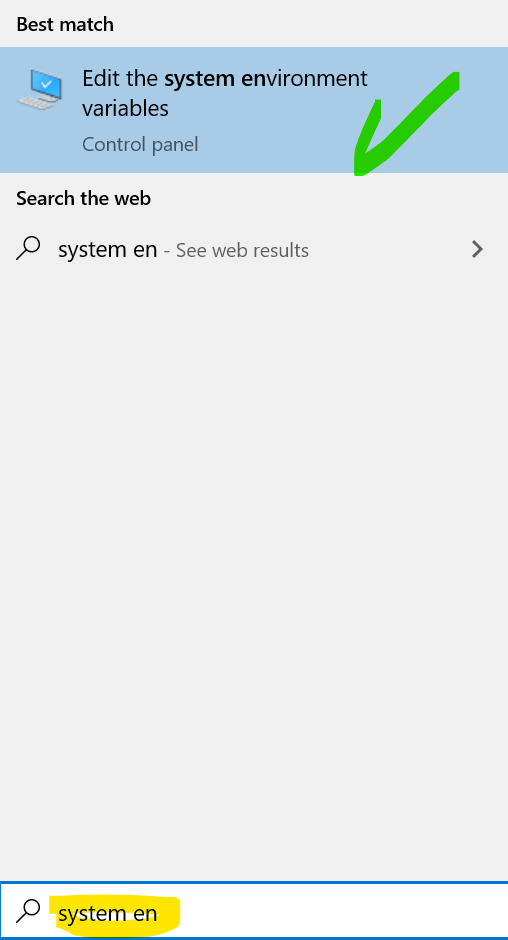 Best match
Edit the system environment
variables
Control panel
Search the web
system en - See web results
system en